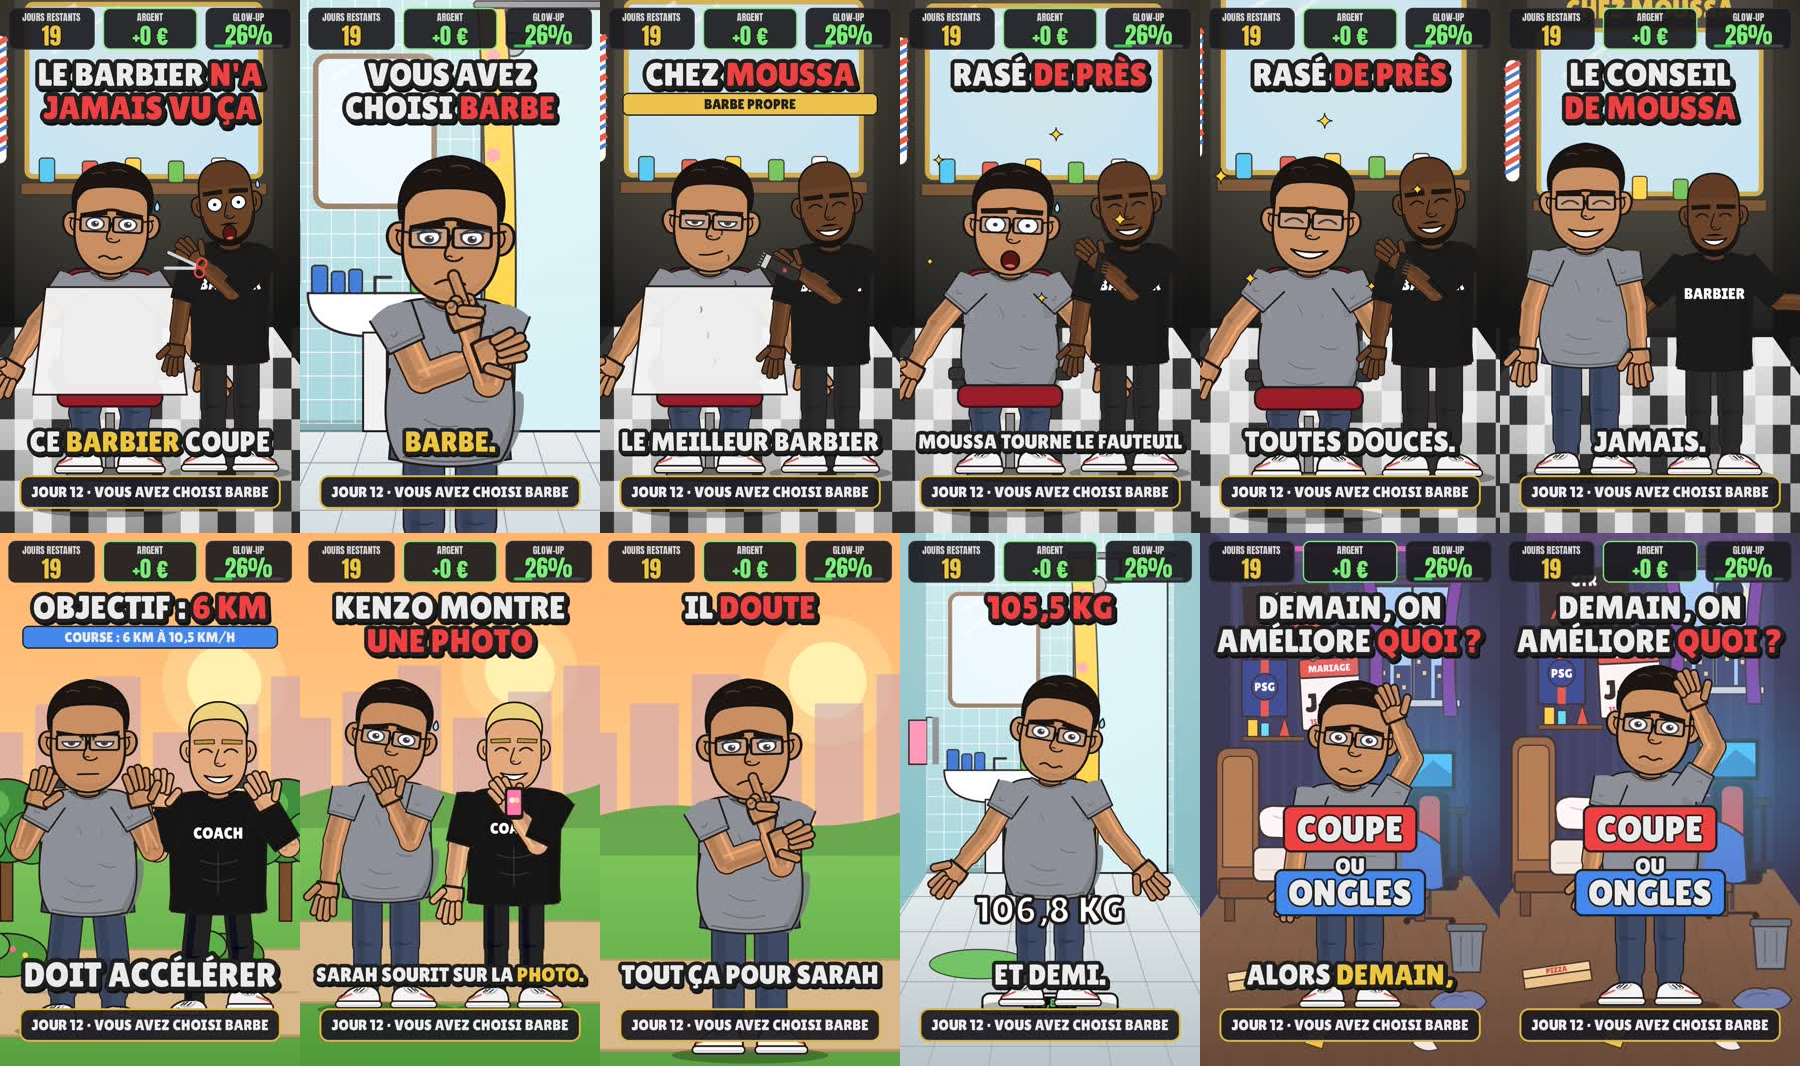 JOURS RESTANTS
19
ARGENT
+0 €
GLOW-UP
26%
LE BARBIER N'A
JAMAIS VU ÇA
CE BARBIER COUPE
JOUR 12 · VOUS AVEZ CHOISI BARBE
JOURS RESTANTS
19
ARGENT
+0 €
GLOW-UP
26%
VOUS AVEZ
CHOISI BARBE
BARBE.
JOUR 12 · VOUS AVEZ CHOISI BARBE
JOURS RESTANTS
19
ARGENT
+0 €
GLOW-UP
26%
CHEZ MOUSSA
BARBE PROPRE
LE MEILLEUR BARBIER
JOUR 12 · VOUS AVEZ CHOISI BARBE
JOURS RESTANTS
19
ARGENT
+0 €
GLOW-UP
26%
RASÉ DE PRÈS
MOUSSA TOURNE LE FAUTEUIL
JOUR 12 · VOUS AVEZ CHOISI BARBE
JOURS RESTANTS
19
ARGENT
+0 €
GLOW-UP
26%
RASÉ DE PRÈS
TOUTES DOUCES.
JOUR 12 · VOUS AVEZ CHOISI BARBE
CHEZ MOUSSA
JOURS RESTANTS
19
ARGENT
+0 €
GLOW-UP
26%
LE CONSEIL
DE MOUSSA
BARBIER
JAMAIS.
JOUR 12 · VOUS AVEZ CHOISI BARBE
JOURS RESTANTS
19
ARGENT
+0 €
GLOW-UP
26%
OBJECTIF : 6 KM
COURSE : 6 KM À 10,5 KM/H
COACH
DOIT ACCÉLÉRER
JOUR 12 · VOUS AVEZ CHOISI BARBE
JOURS RESTANTS
19
ARGENT
+0 €
GLOW-UP
26%
KENZO MONTRE
UNE PHOTO
SARAH SOURIT SUR LA PHOTO.
JOUR 12 · VOUS AVEZ CHOISI BARBE
JOURS RESTANTS
19
ARGENT
+0 €
GLOW-UP
26%
IL DOUTE
TOUT ÇA POUR SARAH
JOUR 12 · VOUS AVEZ CHOISI BARBE
JOURS RESTANTS
19
ARGENT
+0 €
GLOW-UP
26%
105,5 KG
106,8 KG
ET DEMI.
JOUR 12 · VOUS AVEZ CHOISI BARBE
JOURS RESTANTS
19
ARGENT
+0 €
GLOW-UP
26%
DEMAIN, ON
AMÉLIORE QUOI ?
MARIAGE
PSG
COUPE
OU
ONGLES
ALORS DEMAIN,
JOUR 12 · VOUS AVEZ CHOISI BARBE
JOURS RESTANTS
19
ARGENT
+0 €
GLOW-UP
26%
DEMAIN, ON
AMÉLIORE QUOI ?
PSG
COUPE
OU
ONGLES
PIZZA
JOUR 12 · VOUS AVEZ CHOISI BARBE